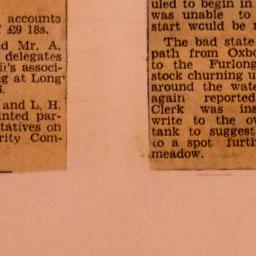 accounts
£9 18s.
d Mr. A.
delegates
's associ-
g at Long
s.
and L. H.
inted par-
tatives on
rity Com-
uled to begin in
was unable to
start would be
The bad state
path from Oxbo
to the Furlong
stock churning u
around the wate
again reported
Clerk was ins
write to the ow
tank to suggest
to a spot furth
meadow.